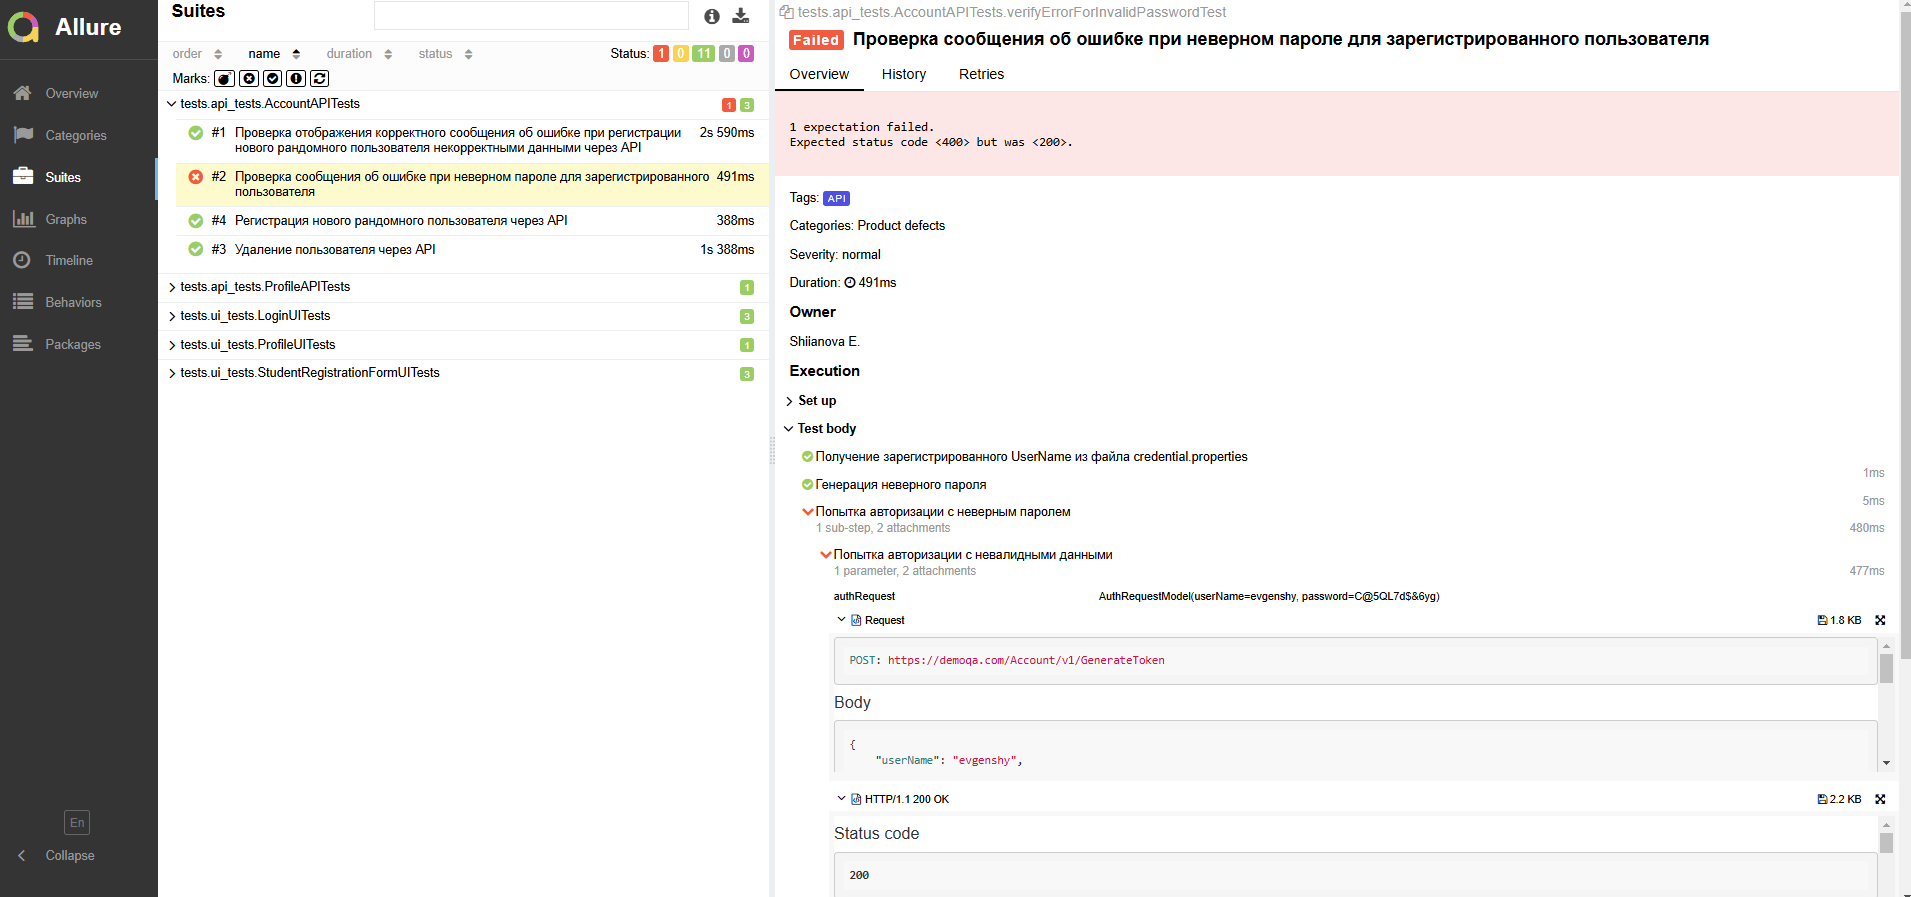 Allure
Overview
Categories
Suites
Graphs
Timeline
Behaviors
Packages
En
Collapse
Suites
order name duration status Status: 1 0 11 0 0
Marks:
tests.api_tests.AccountAPITests 1 3
#1 Проверка отображения корректного сообщения об ошибке при регистрации 2s 590ms
нового рандомного пользователя некорректными данными через API
#2 Проверка сообщения об ошибке при неверном пароле для зарегистрированного 491ms
пользователя
#4 Регистрация нового рандомного пользователя через API 388ms
#3 Удаление пользователя через API 1s 388ms
tests.api_tests.ProfileAPITests 1
tests.ui_tests.LoginUITests 3
tests.ui_tests.ProfileUITests 1
tests.ui_tests.StudentRegistrationFormUITests 3
tests.api_tests.AccountAPITests.verifyErrorForInvalidPasswordTest
Failed Проверка сообщения об ошибке при неверном пароле для зарегистрированного пользователя
Overview History Retries
1 expectation failed.
Expected status code <400> but was <200>.
Tags: API
Categories: Product defects
Severity: normal
Duration: 491ms
Owner
Shiianova E.
Execution
Set up
Test body
Получение зарегистрированного UserName из файла credential.properties
1ms
Генерация неверного пароля
5ms
Попытка авторизации с неверным паролем
1 sub-step, 2 attachments 480ms
Попытка авторизации с невалидными данными
1 parameter, 2 attachments 477ms
authRequest AuthRequestModel(userName=evgenshy, password=C@5QL7d$&6yg)
Request 1.8 KB
POST: https://demoqa.com/Account/v1/GenerateToken
Body
{
"userName": "evgenshy",
HTTP/1.1 200 OK 2.2 KB
Status code
200